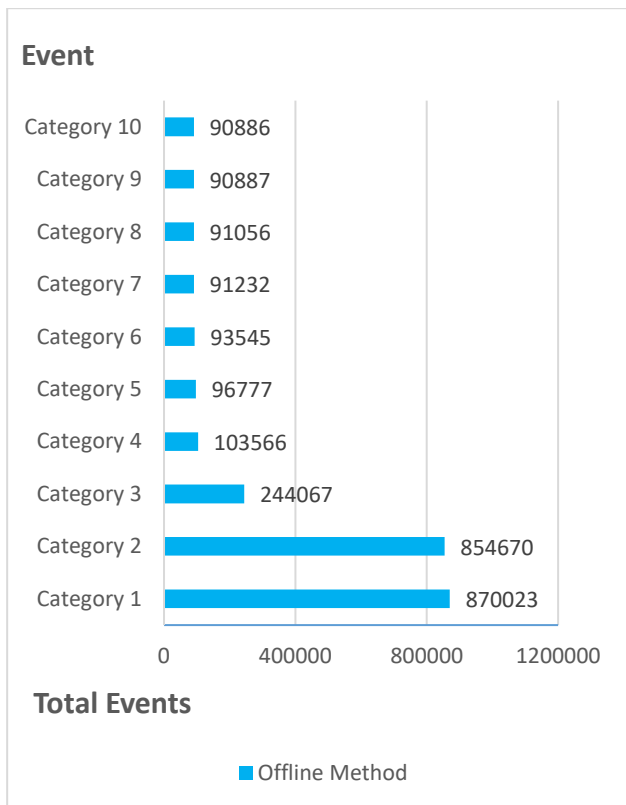 Event
Category 10 90886
Category 9 90887
Category 8 91056
Category 7 91232
Category 6 93545
Category 5 96777
Category 4 103566
Category 3 244067
Category 2 854670
Category 1 870023
0 400000 800000 1200000
Total Events
Offline Method